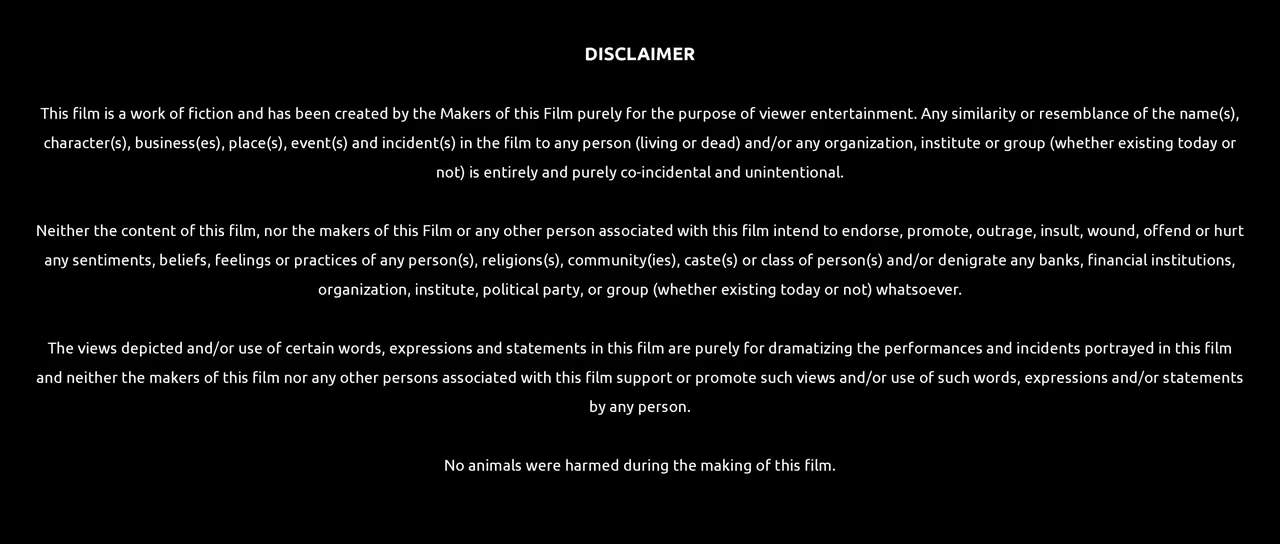 DISCLAIMER
This film is a work of fiction and has been created by the Makers of this Film purely for the purpose of viewer entertainment. Any similarity or resemblance of the name(s),
character(s), business(es), place(s), event(s) and incident(s) in the film to any person (living or dead) and/or any organization, institute or group (whether existing today or
not) is entirely and purely co-incidental and unintentional.
Neither the content of this film, nor the makers of this Film or any other person associated with this film intend to endorse, promote, outrage, insult, wound, offend or hurt
any sentiments, beliefs, feelings or practices of any person(s), religions(s), community(ies), caste(s) or class of person(s) and/or denigrate any banks, financial institutions,
organization, institute, political party, or group (whether existing today or not) whatsoever.
The views depicted and/or use of certain words, expressions and statements in this film are purely for dramatizing the performances and incidents portrayed in this film
and neither the makers of this film nor any other persons associated with this film support or promote such views and/or use of such words, expressions and/or statements
by any person.
No animals were harmed during the making of this film.